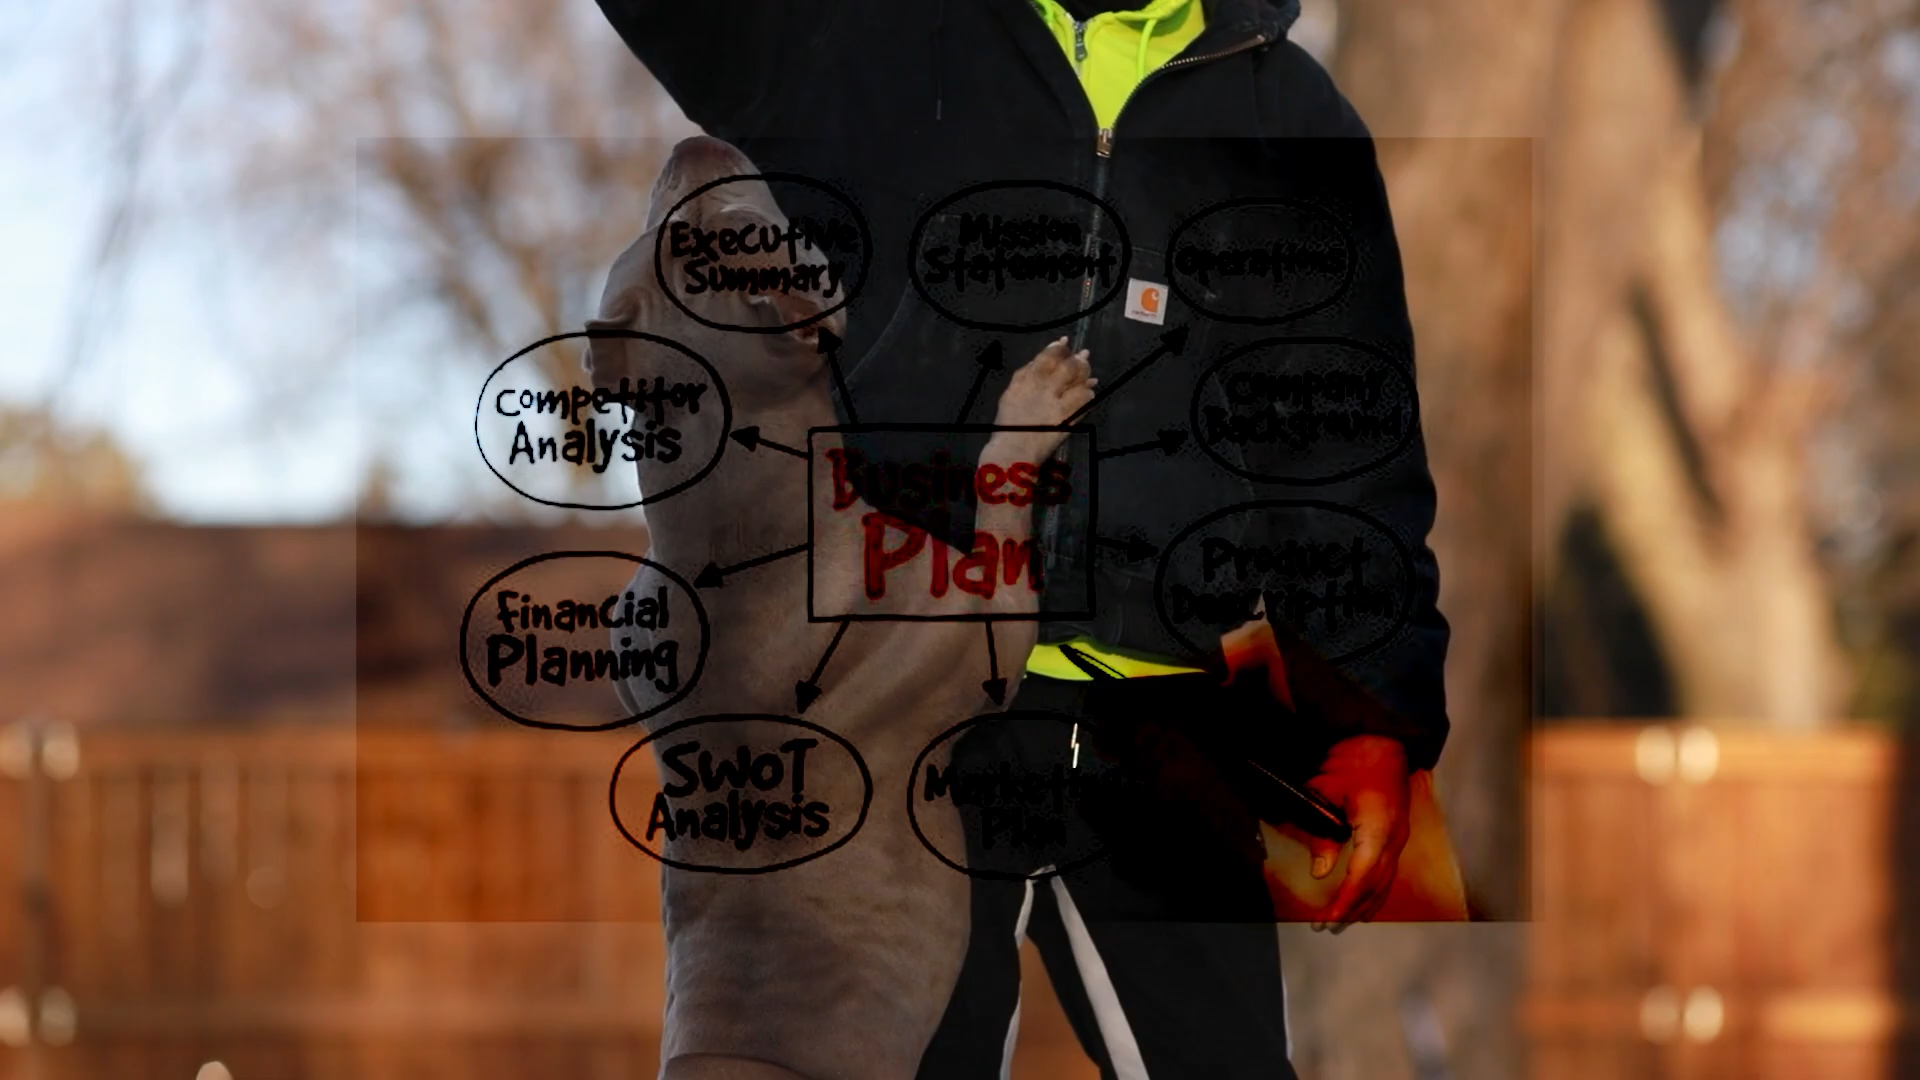 Executive
Summary
Mission
Statement
Operations
Competitor
Analysis
Company
Background
Business
Plan
Product
Description
Financial
Planning
SWOT
Analysis
Marketing
Plan